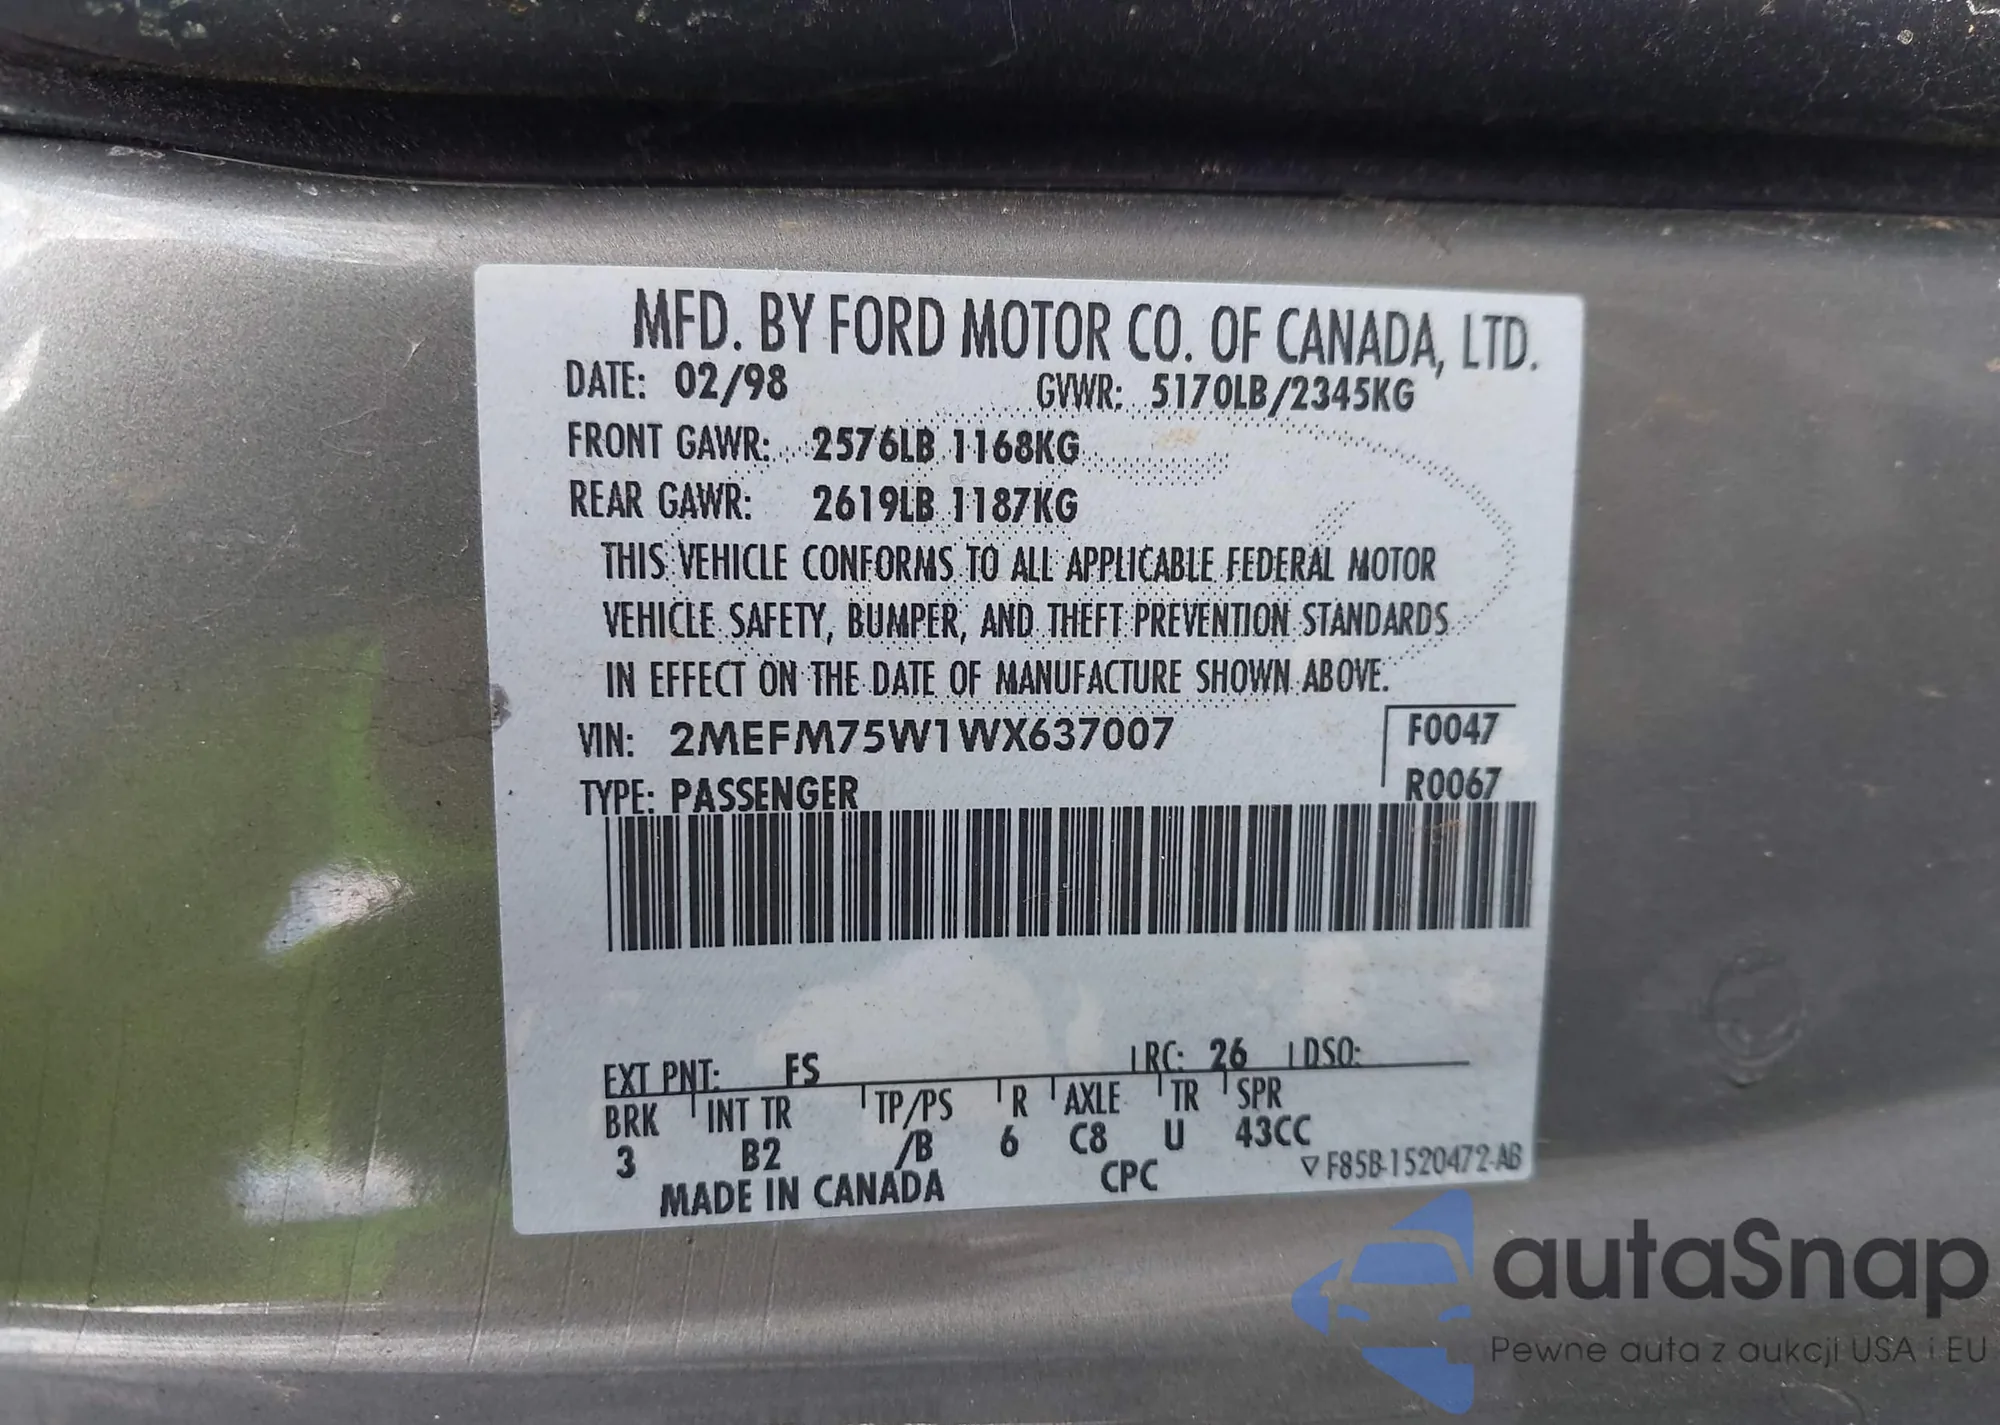 MFD. BY FORD MOTOR CO. OF CANADA, LTD.
DATE: 02/98 GVWR: 5170LB/2345KG
FRONT GAWR: 2576LB 1168KG
REAR GAWR: 2619LB 1187KG
THIS VEHICLE CONFORMS TO ALL APPLICABLE FEDERAL MOTOR
VEHICLE SAFETY, BUMPER, AND THEFT PREVENTION STANDARDS
IN EFFECT ON THE DATE OF MANUFACTURE SHOWN ABOVE.
VIN: 2MEFM75W1WX637007 F0047
TYPE: PASSENGER R0067
EXT PNT: FS RC: 26 DSO:
BRK INT TR TP/PS R AXLE TR SPR
3 B2 /B 6 C8 U 43CC
MADE IN CANADA CPC ▽F85B-1520472-AB
autaSnap
Pewne auta z aukcji USA i EU